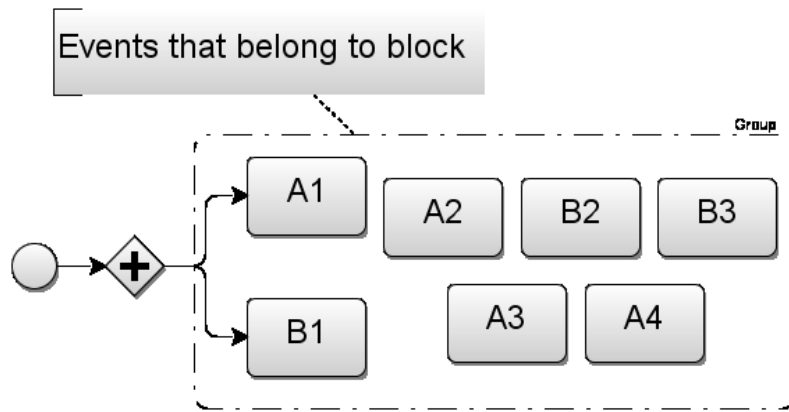 Events that belong to block
Group
A1
A2
B2
B3
B1
A3
A4